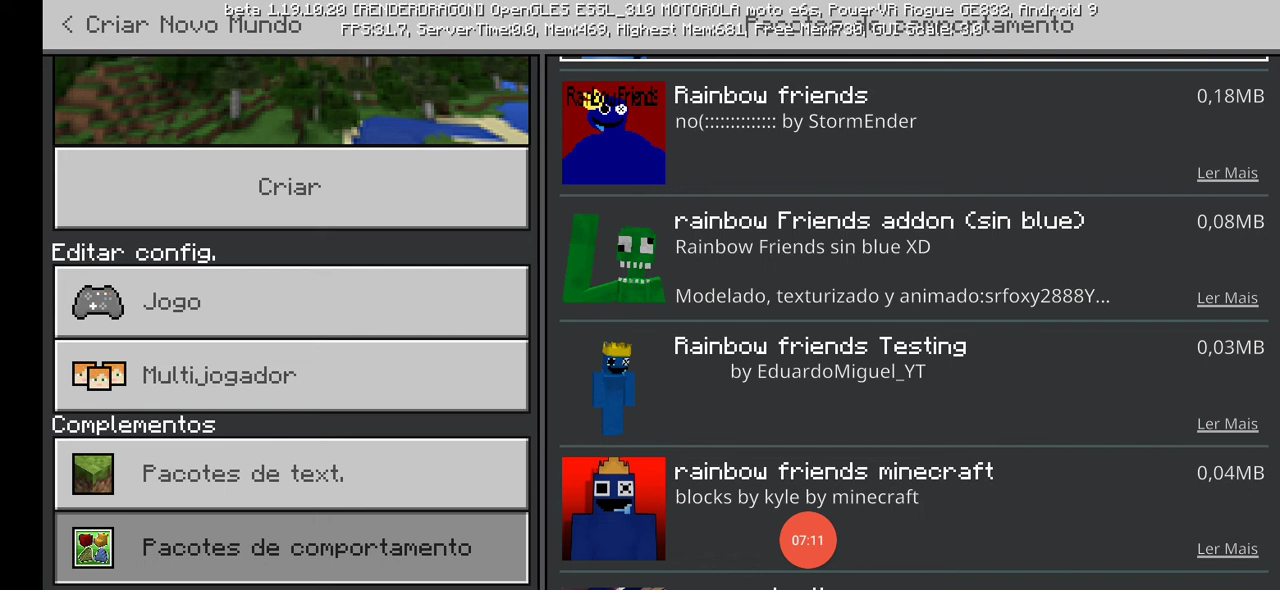 beta 1.19.10.20 [RENDERDRAGON] OpenGLES ESSL_310 MOTOROLA moto e6s, PowerVR Rogue GE832, Android 9
FPS:31.7, ServerTime:0.0, Mem:469, Highest Mem:681, Free Mem:739, GUI Scale: 3.0
Criar Novo Mundo
Pacotes de comportamento
Criar
Editar config.
Jogo
Multijogador
Complementos
Pacotes de text.
Pacotes de comportamento
Rainbow Friends
Rainbow friends
0,18MB
no(:::::::::::::: by StormEnder
Ler Mais
rainbow Friends addon (sin blue)
0,08MB
Rainbow Friends sin blue XD
Modelado, texturizado y animado:srfoxy2888Y...
Ler Mais
Rainbow friends Testing
0,03MB
by EduardoMiguel_YT
Ler Mais
rainbow friends minecraft
0,04MB
blocks by kyle by minecraft
07:11
Ler Mais